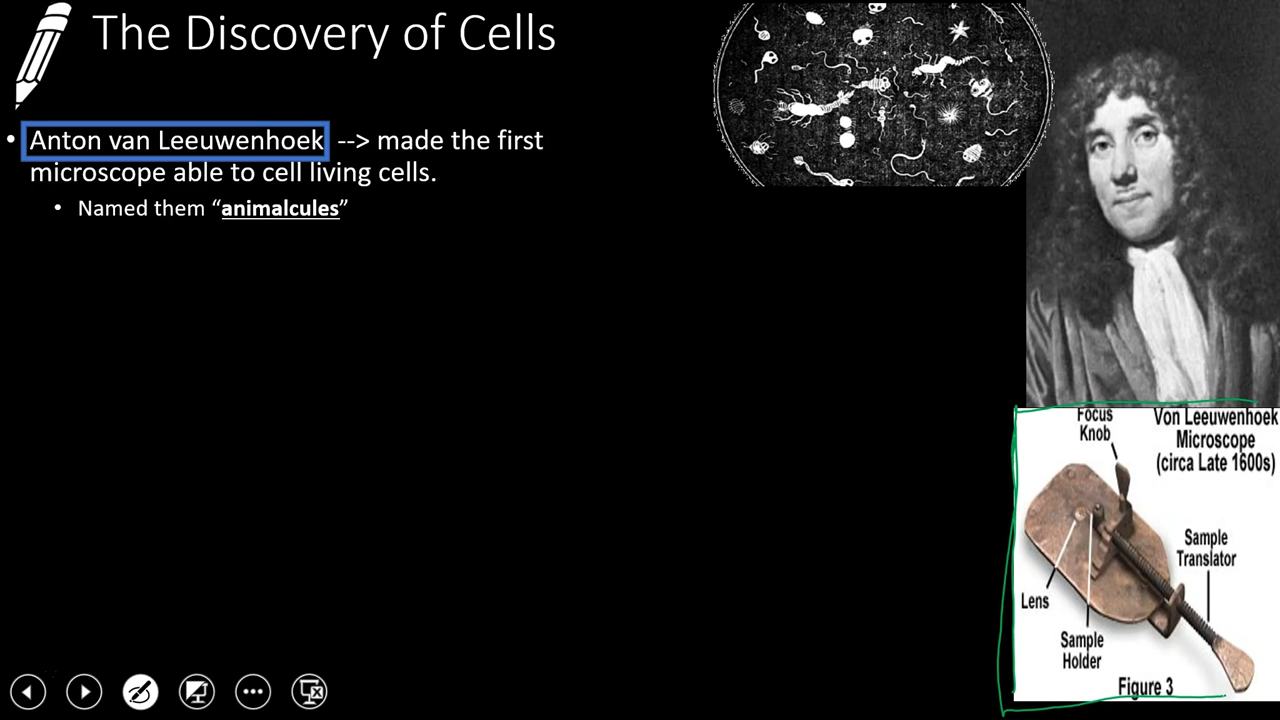 The Discovery of Cells
• Anton van Leeuwenhoek --> made the first
microscope able to cell living cells.
• Named them “animalcules”
Focus
Knob
Von Leeuwenhoek
Microscope
(circa Late 1600s)
Sample
Translator
Lens
Sample
Holder
Figure 3